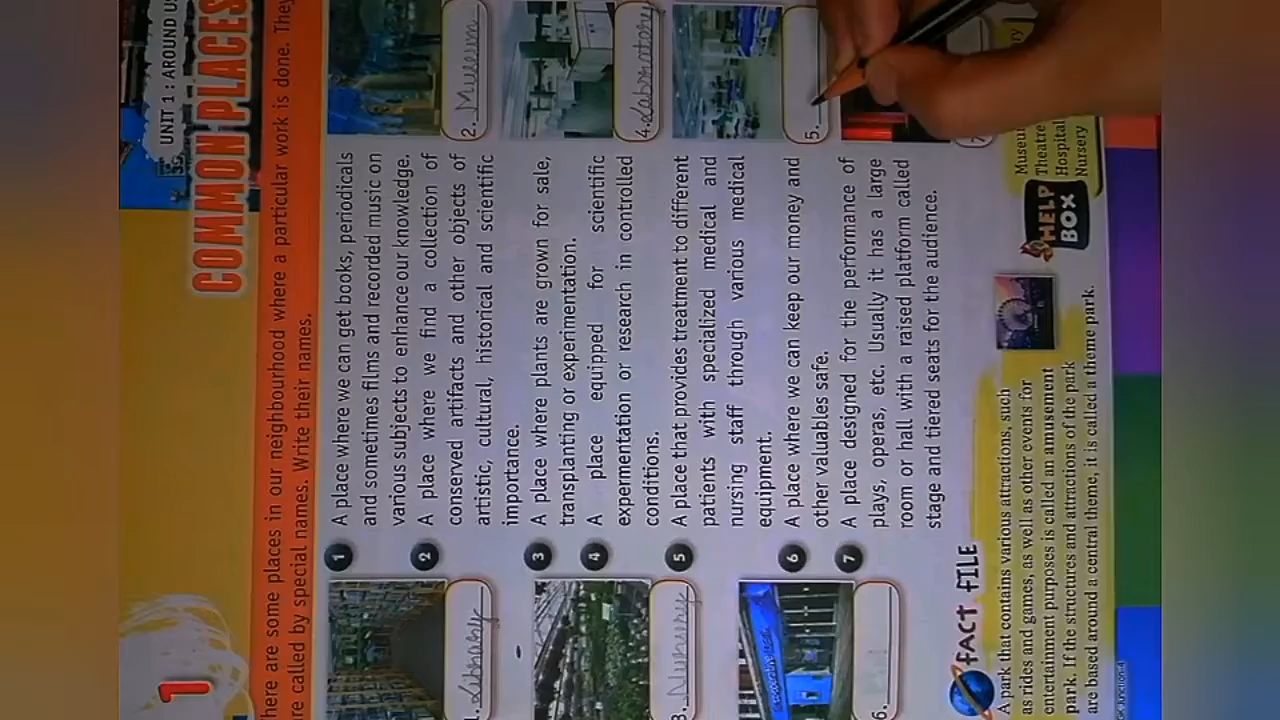 1
UNIT 1 : AROUND US
COMMON PLACES
here are some places in our neighbourhood where a particular work is done. They
re called by special names. Write their names.
1 A place where we can get books, periodicals
and sometimes films and recorded music on
various subjects to enhance our knowledge.
2 A place where we find a collection of
conserved artifacts and other objects of
artistic, cultural, historical and scientific
importance.
3 A place where plants are grown for sale,
transplanting or experimentation.
4 A place equipped for scientific
expermentation or research in controlled
conditions.
5 A place that provides treatment to different
patients with specialized medical and
nursing staff through various medical
equipment.
6 A place where we can keep our money and
other valuables safe.
7 A place designed for the performance of
plays, operas, etc. Usually it has a large
room or hall with a raised platform called
stage and tiered seats for the audience.
1. Library
2. Museum
3. Nursery
4. Labortory
5.
6.
7
FACT FILE
A park that contains various attractions, such
as rides and games, as well as other events for
entertainment purposes is called an amusement
park. If the structures and attractions of the park
are based around a central theme, it is called a theme park.
HELP
BOX
Museu
Theatre
Hospital
Nursery
ry